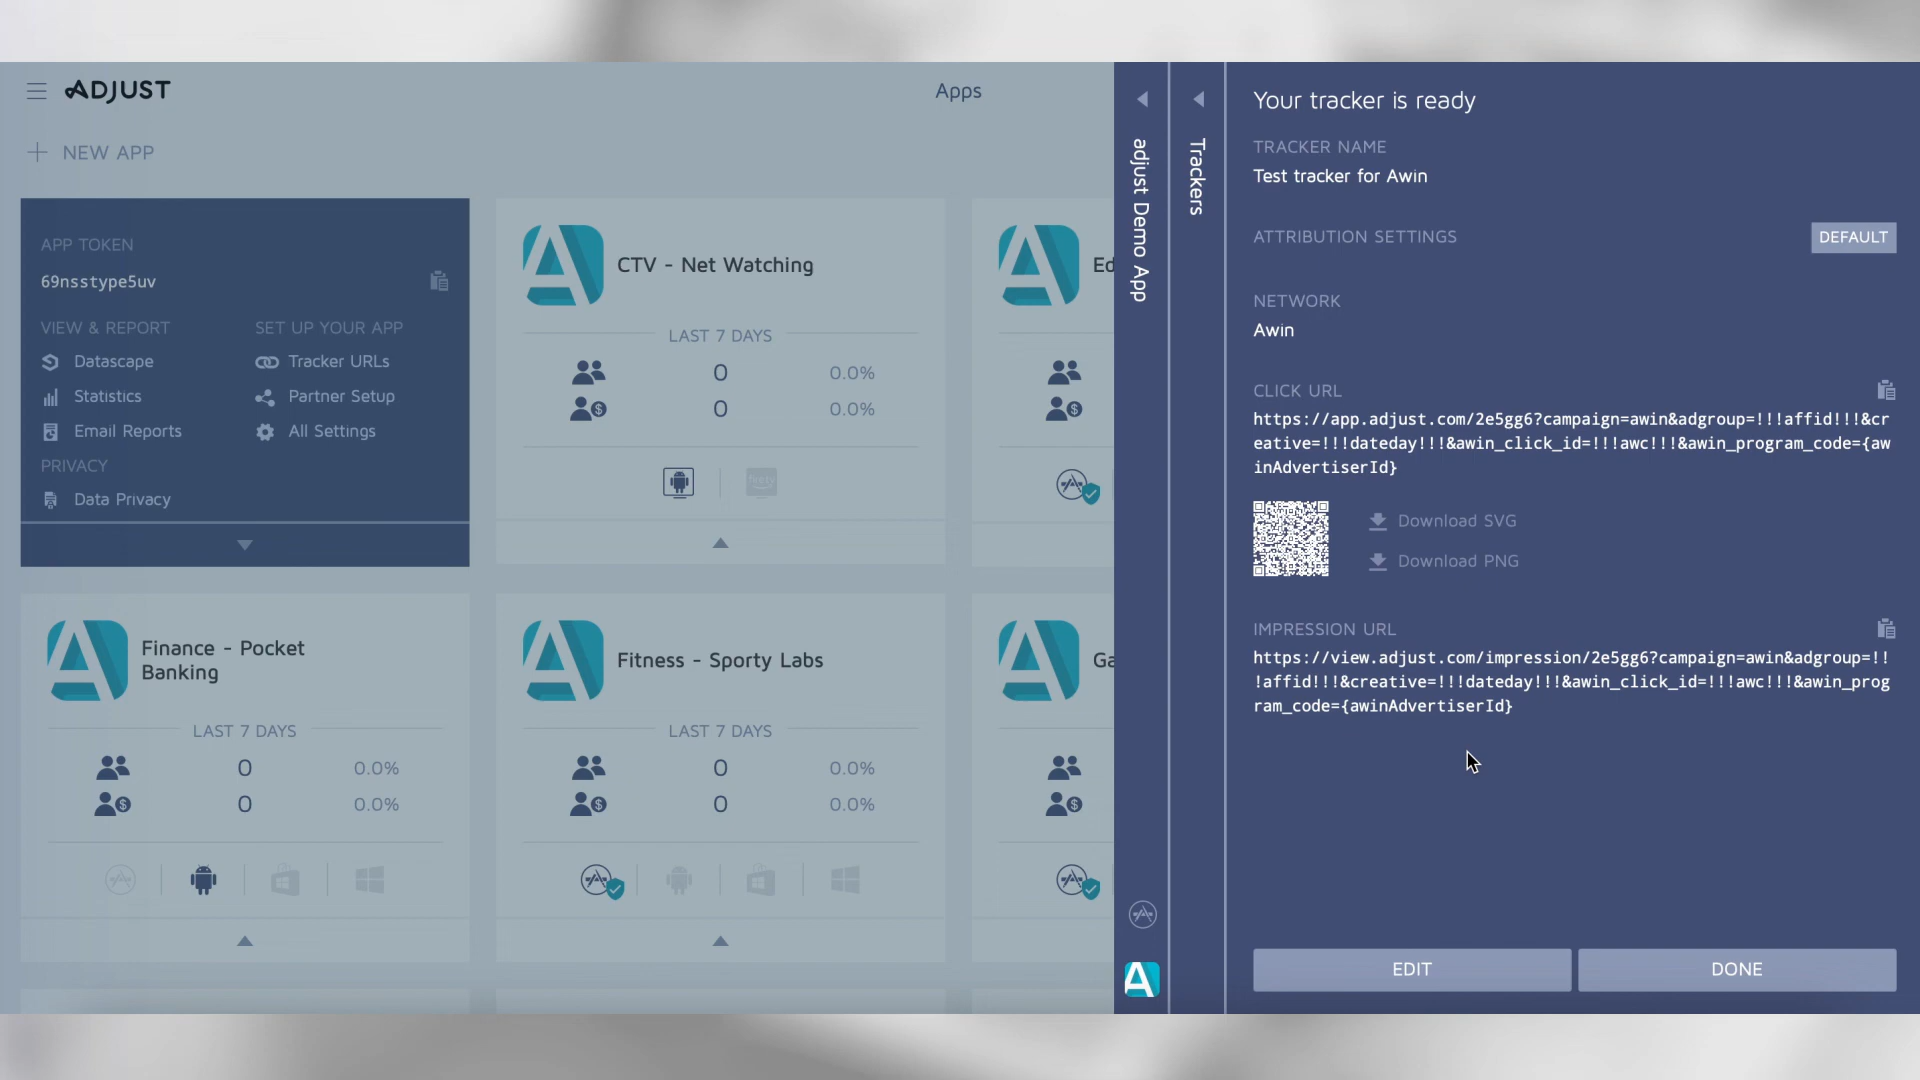 ADJUST
Apps
NEW APP
APP TOKEN
69nsstype5uv
VIEW & REPORT
SET UP YOUR APP
Datascape
Tracker URLs
Statistics
Partner Setup
Email Reports
All Settings
PRIVACY
Data Privacy
CTV - Net Watching
LAST 7 DAYS
0 0.0%
0 0.0%
Ed
Finance - Pocket
Banking
LAST 7 DAYS
0 0.0%
0 0.0%
Fitness - Sporty Labs
LAST 7 DAYS
0 0.0%
0 0.0%
Ga
adjust Demo App
Trackers
Your tracker is ready
TRACKER NAME
Test tracker for Awin
ATTRIBUTION SETTINGS
DEFAULT
NETWORK
Awin
CLICK URL
https://app.adjust.com/2e5gg6?campaign=awin&adgroup=!!!affid!!!&cr
eative=!!!dateday!!!&awin_click_id=!!!awc!!!&awin_program_code={aw
inAdvertiserId}
Download SVG
Download PNG
IMPRESSION URL
https://view.adjust.com/impression/2e5gg6?campaign=awin&adgroup=!!
!affid!!!&creative=!!!dateday!!!&awin_click_id=!!!awc!!!&awin_prog
ram_code={awinAdvertiserId}
EDIT
DONE